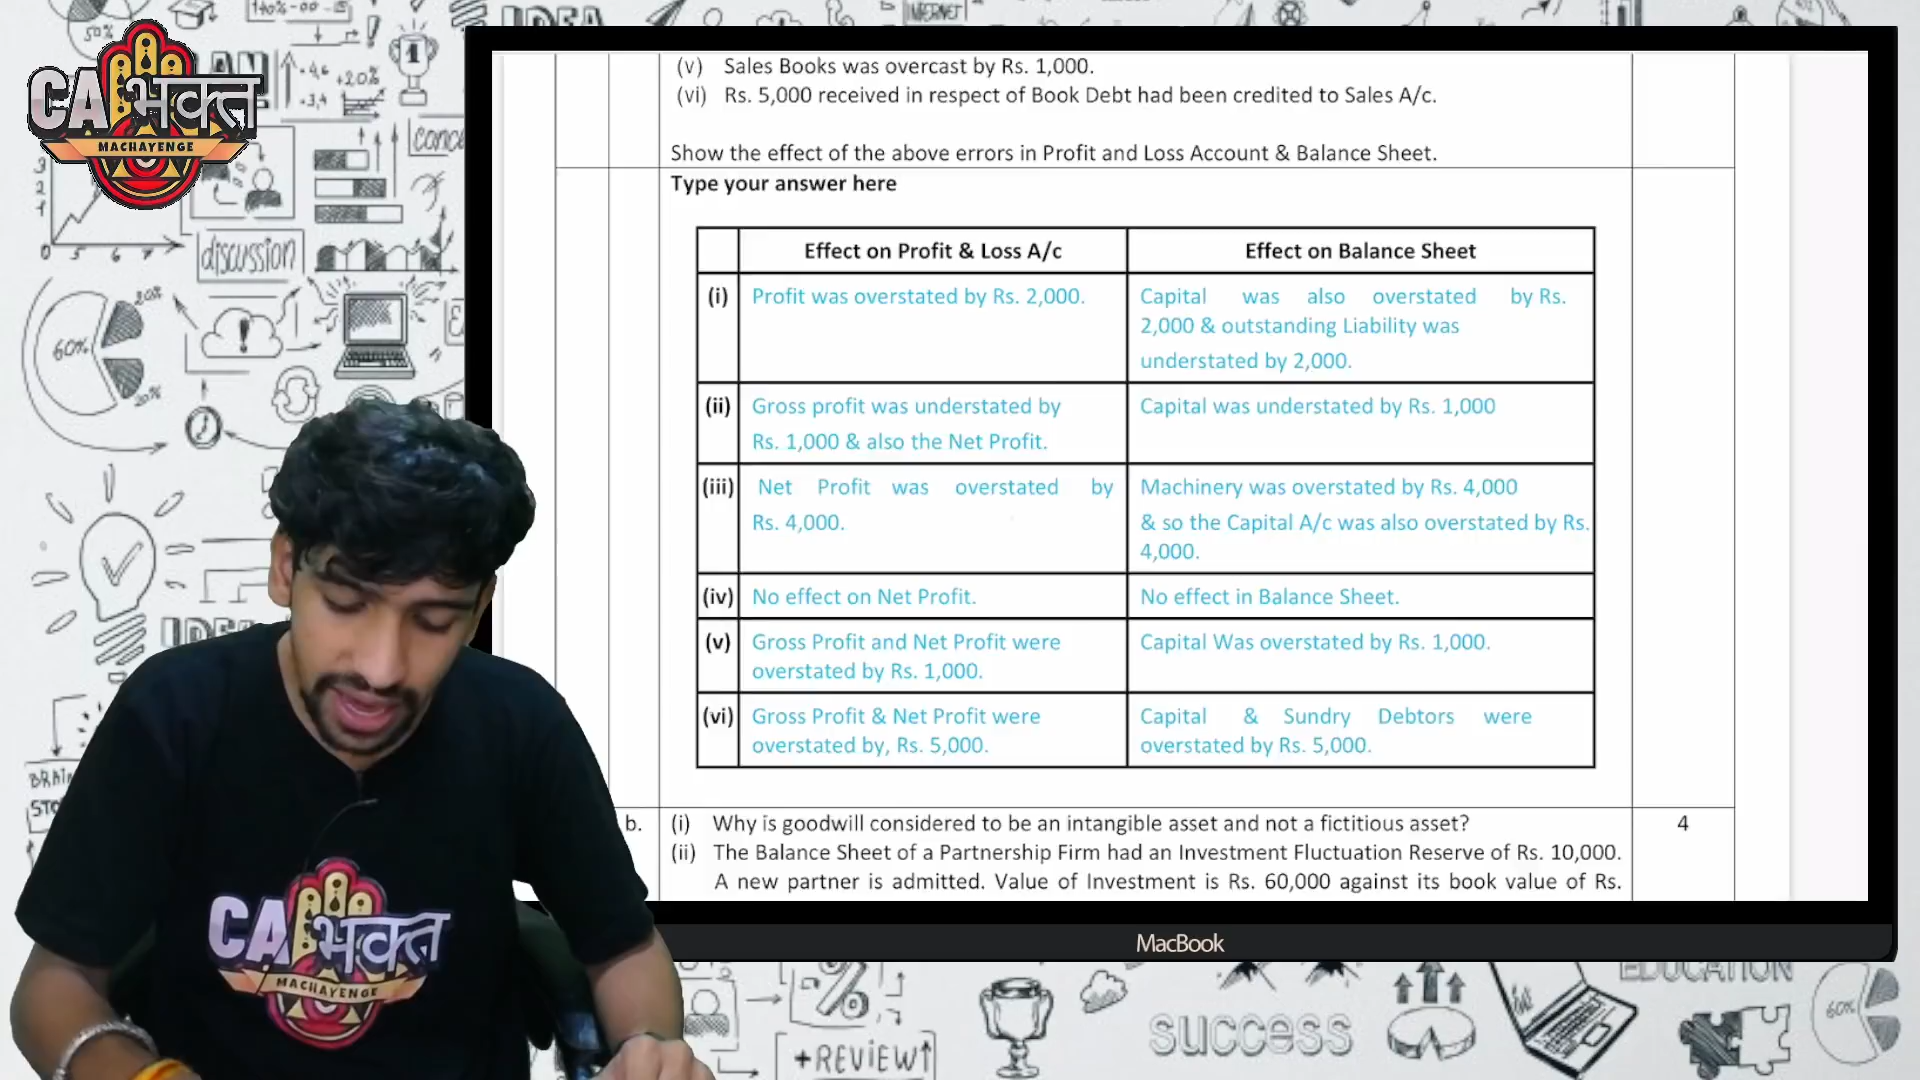 CA भक्त
MACHAYENGE
(v) Sales Books was overcast by Rs. 1,000.
(vi) Rs. 5,000 received in respect of Book Debt had been credited to Sales A/c.
Show the effect of the above errors in Profit and Loss Account & Balance Sheet.
Type your answer here
Effect on Profit & Loss A/c Effect on Balance Sheet
(i) Profit was overstated by Rs. 2,000. Capital was also overstated by Rs.
2,000 & outstanding Liability was
understated by 2,000.
(ii) Gross profit was understated by Capital was understated by Rs. 1,000
Rs. 1,000 & also the Net Profit.
(iii) Net Profit was overstated by Machinery was overstated by Rs. 4,000
Rs. 4,000. & so the Capital A/c was also overstated by Rs.
4,000.
(iv) No effect on Net Profit. No effect in Balance Sheet.
(v) Gross Profit and Net Profit were Capital Was overstated by Rs. 1,000.
overstated by Rs. 1,000.
(vi) Gross Profit & Net Profit were Capital & Sundry Debtors were
overstated by, Rs. 5,000. overstated by Rs. 5,000.
b. (i) Why is goodwill considered to be an intangible asset and not a fictitious asset? 4
(ii) The Balance Sheet of a Partnership Firm had an Investment Fluctuation Reserve of Rs. 10,000.
A new partner is admitted. Value of Investment is Rs. 60,000 against its book value of Rs.
MacBook
CA भक्त
MACHAYENGE
discussion
60%
20%
20%
50%
+20%
INTERNET
EDUCATION
success
+REVIEW
60%